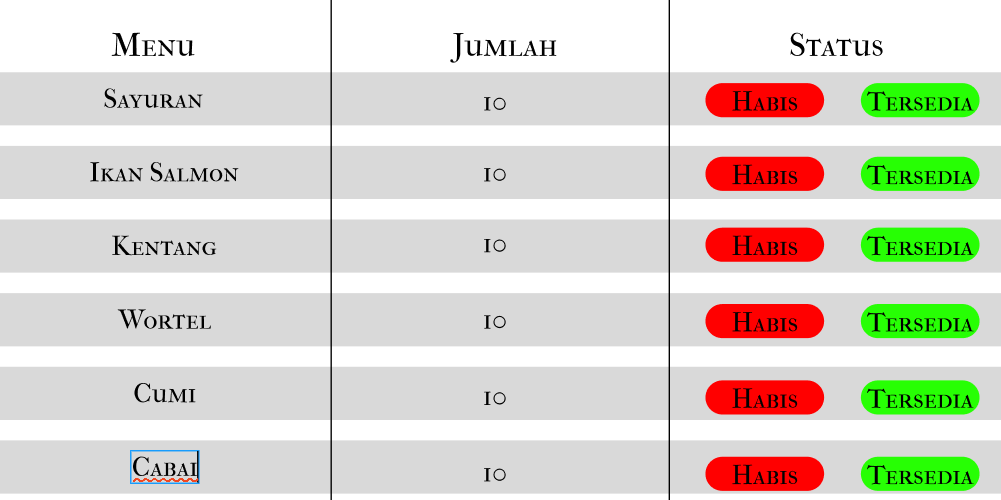 Menu Jumlah Status
Sayuran 10 Habis Tersedia
Ikan Salmon 10 Habis Tersedia
Kentang 10 Habis Tersedia
Wortel 10 Habis Tersedia
Cumi 10 Habis Tersedia
Cabai 10 Habis Tersedia